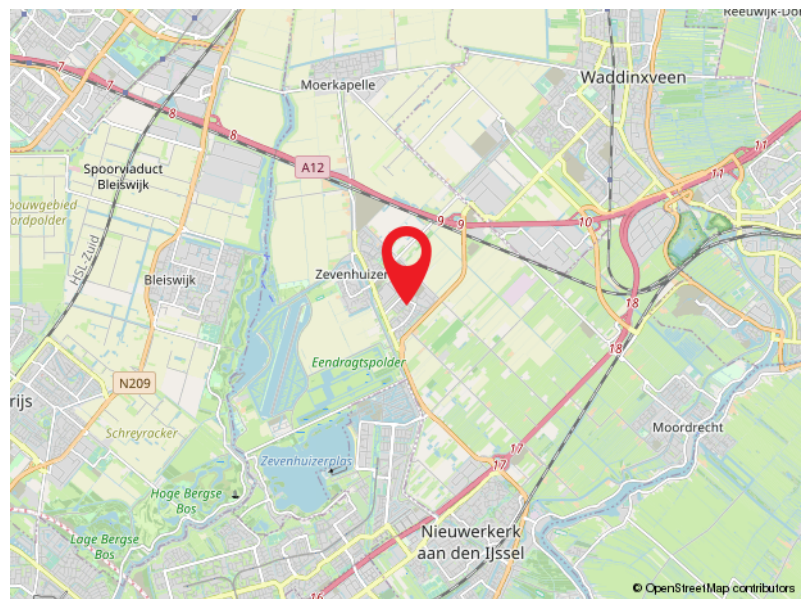 Reeuwijk-Do
Waddinxveen
Moerkapelle
7
7
8
8
A12
11
11
Spoorviaduct
Bleiswijk
bouwgebied
ordpolder
9
9
10
HSL-Zuid
Bleiswijk
Zevenhuizen
18
18
Eendragtspolder
N209
rijs
Schreyracker
Moordrecht
17
17
Zevenhuizerplas
Hoge Bergse
Bos
Lage Bergse
Bos
Nieuwerkerk
aan den IJssel
16
© OpenStreetMap contributors